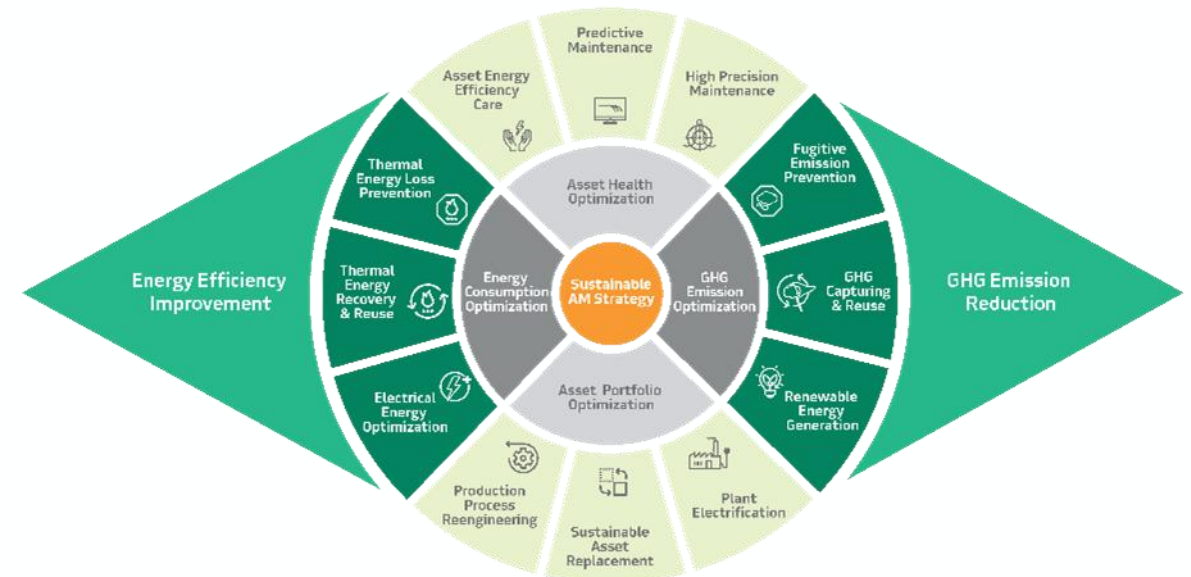 Predictive
Maintenance
Asset Energy
Efficiency
Care
High Precision
Maintenance
Thermal
Energy Loss
Prevention
Fugitive
Emission
Prevention
Asset Health
Optimization
Energy Efficiency
Improvement
Thermal
Energy
Recovery
& Reuse
Energy
Consumption
Optimization
Sustainable
AM Strategy
GHG
Emission
Optimization
GHG
Capturing
& Reuse
GHG Emission
Reduction
Electrical
Energy
Optimization
Asset Portfolio
Optimization
Renewable
Energy
Generation
Production
Process
Reengineering
Sustainable
Asset
Replacement
Plant
Electrification